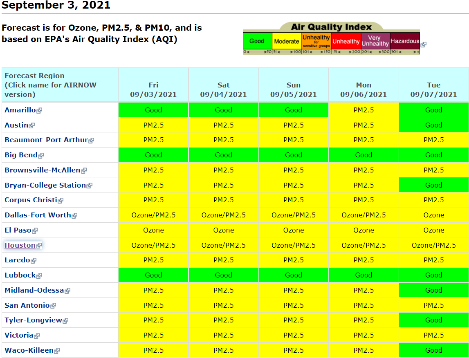 September 3, 2021
Forecast is for Ozone, PM2.5, & PM10, and is
based on EPA's Air Quality Index (AQI)
Air Quality Index
Good Moderate Unhealthy for sensitive groups Unhealthy Very Unhealthy Hazardous
Forecast Region
(Click name for AIRNOW
version)
Fri 09/03/2021 Sat 09/04/2021 Sun 09/05/2021 Mon 09/06/2021 Tue 09/07/2021
Amarillo Good Good Good PM2.5 Good
Austin PM2.5 PM2.5 PM2.5 PM2.5 Good
Beaumont-Port Arthur PM2.5 PM2.5 PM2.5 PM2.5 PM2.5
Big Bend Good Good Good Good Good
Brownsville-McAllen PM2.5 PM2.5 PM2.5 PM2.5 PM2.5
Bryan-College Station PM2.5 PM2.5 PM2.5 PM2.5 Good
Corpus Christi PM2.5 PM2.5 PM2.5 PM2.5 PM2.5
Dallas-Fort Worth Ozone/PM2.5 Ozone/PM2.5 Ozone/PM2.5 Ozone/PM2.5 Ozone
El Paso Ozone Ozone Ozone Ozone Ozone
Houston Ozone/PM2.5 Ozone/PM2.5 Ozone/PM2.5 Ozone/PM2.5 Ozone/PM2.5
Laredo PM2.5 PM2.5 PM2.5 PM2.5 PM2.5
Lubbock Good Good Good Good Good
Midland-Odessa PM2.5 PM2.5 PM2.5 PM2.5 Good
San Antonio PM2.5 PM2.5 PM2.5 PM2.5 PM2.5
Tyler-Longview PM2.5 PM2.5 PM2.5 PM2.5 Good
Victoria PM2.5 PM2.5 PM2.5 PM2.5 PM2.5
Waco-Killeen PM2.5 PM2.5 PM2.5 PM2.5 Good